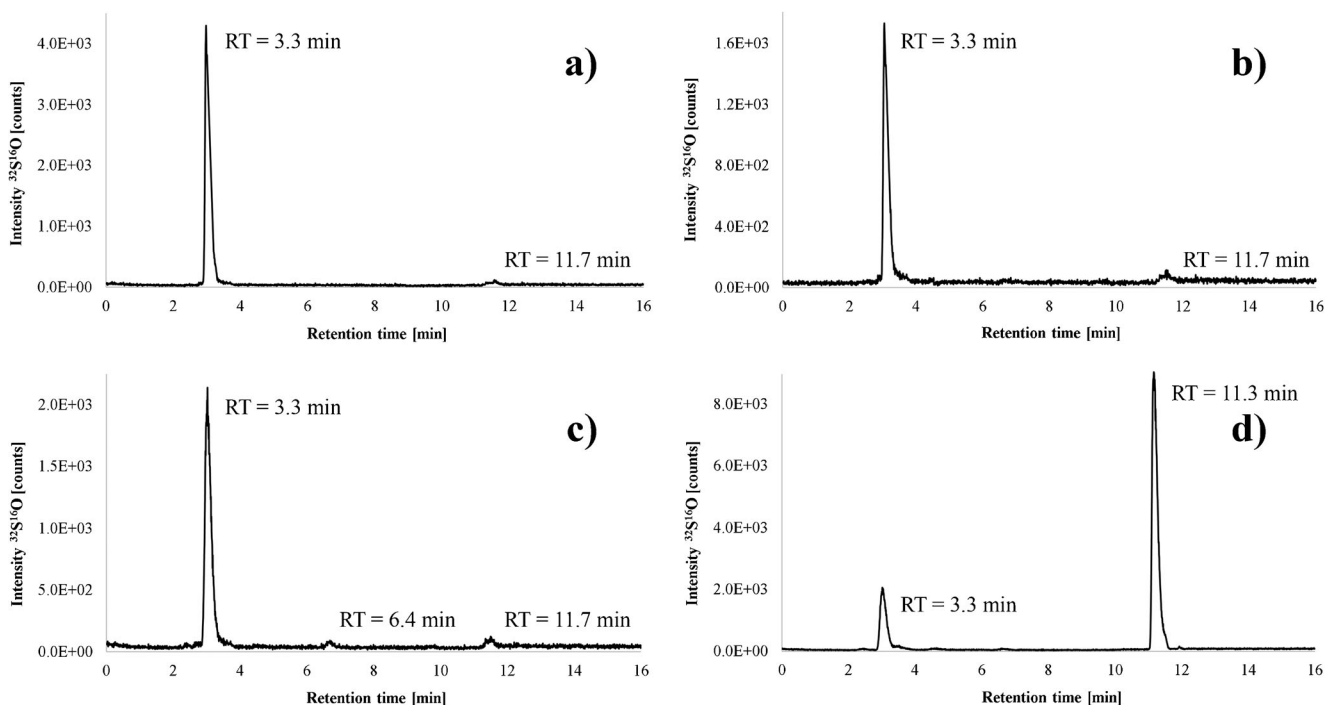 4.0E+03
3.0E+03
2.0E+03
1.0E+03
0.0E+00
Intensity ³²S¹⁶O [counts]
RT = 3.3 min
a)
RT = 11.7 min
0 2 4 6 8 10 12 14 16
Retention time [min]
1.6E+03
1.2E+03
8.0E+02
4.0E+02
0.0E+00
Intensity ³²S¹⁶O [counts]
RT = 3.3 min
b)
RT = 11.7 min
0 2 4 6 8 10 12 14 16
Retention time [min]
2.0E+03
1.5E+03
1.0E+03
5.0E+02
0.0E+00
Intensity ³²S¹⁶O [counts]
RT = 3.3 min
c)
RT = 6.4 min
RT = 11.7 min
0 2 4 6 8 10 12 14 16
Retention time [min]
8.0E+03
6.0E+03
4.0E+03
2.0E+03
0.0E+00
Intensity ³²S¹⁶O [counts]
RT = 11.3 min
d)
RT = 3.3 min
0 2 4 6 8 10 12 14 16
Retention time [min]